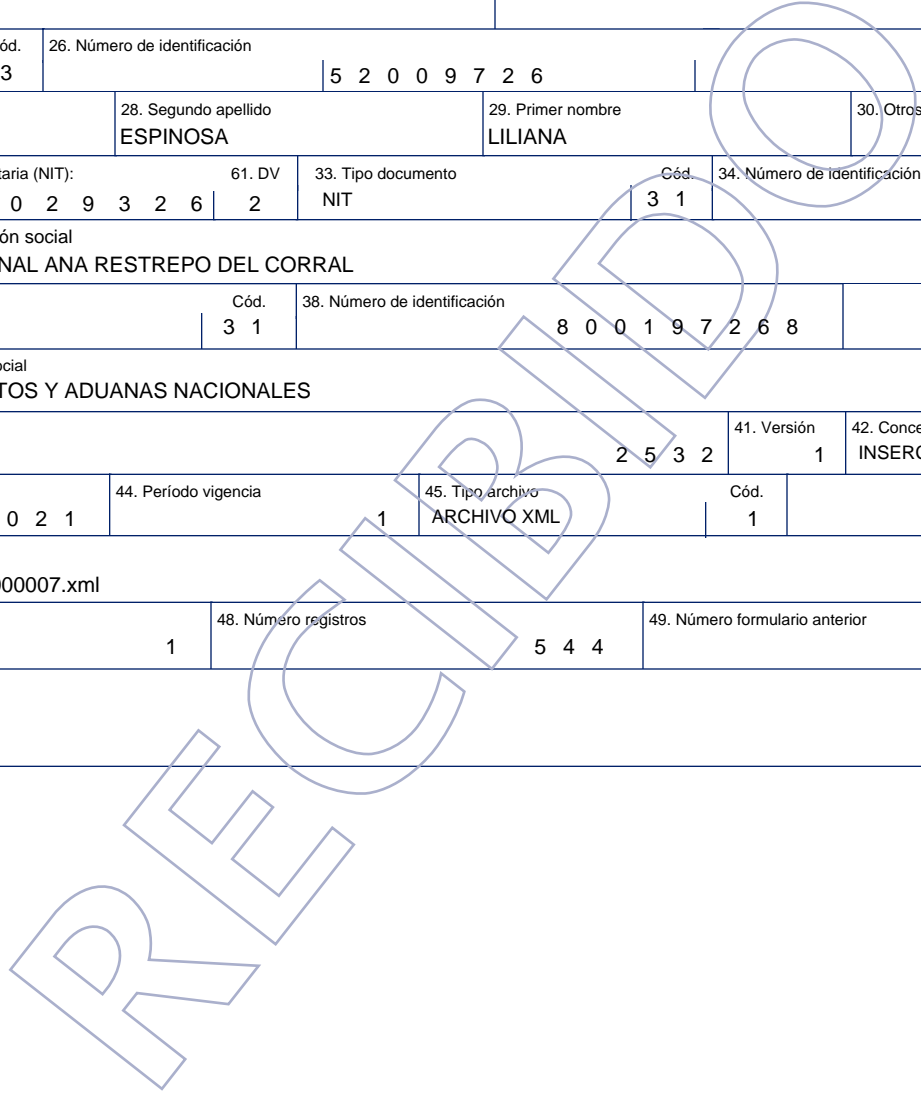 ód. 26. Número de identificación
3 5 2 0 0 9 7 2 6
28. Segundo apellido 29. Primer nombre 30. Otros
ESPINOSA LILIANA
taria (NIT): 61. DV 33. Tipo documento Cód. 34. Número de identificación
0 2 9 3 2 6 2 NIT 3 1
ón social
NAL ANA RESTREPO DEL CORRAL
Cód. 38. Número de identificación
3 1 8 0 0 1 9 7 2 6 8
ocial
TOS Y ADUANAS NACIONALES
41. Versión 42. Conce
2 5 3 2 1 INSERC
44. Período vigencia 45. Tipo archivo Cód.
0 2 1 1 ARCHIVO XML 1
000007.xml
48. Número registros 49. Número formulario anterior
1 5 4 4
RECIBIDO